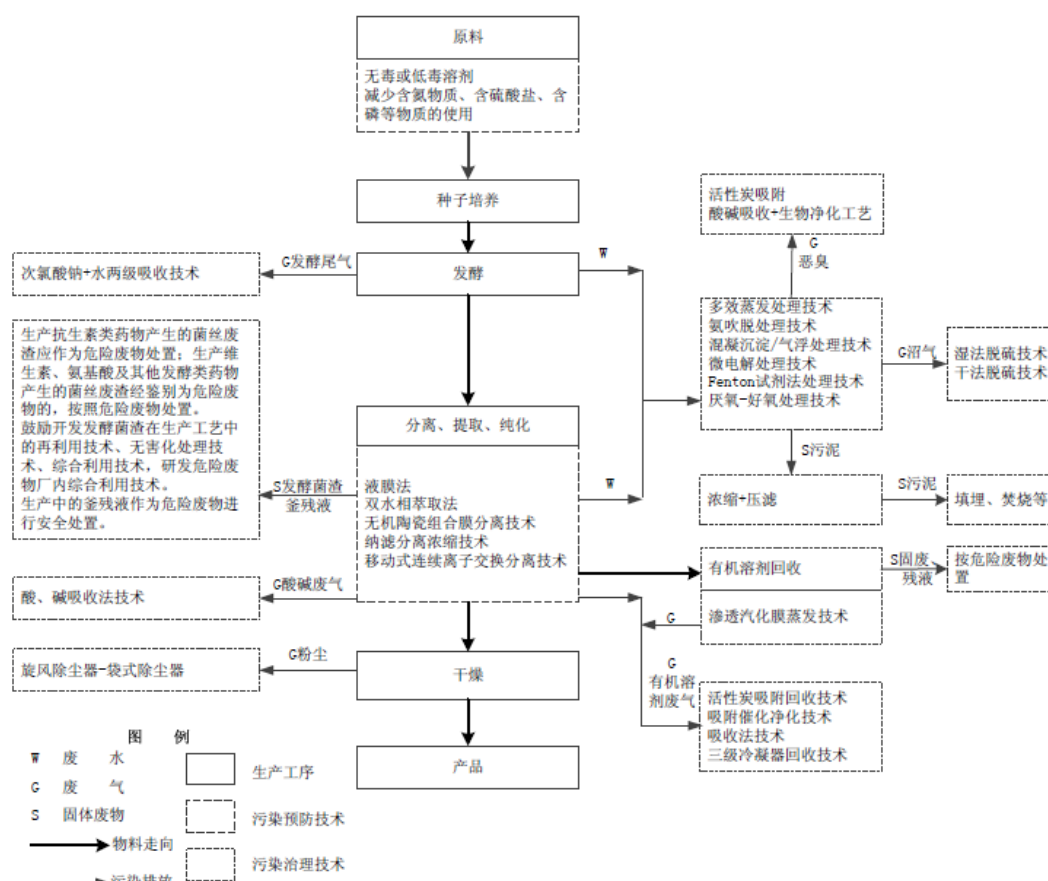 原料
无毒或低毒溶剂
减少含氮物质、含硫酸盐、含
磷等物质的使用
种子培养
活性炭吸附
酸碱吸收+生物净化工艺
G
恶臭
次氯酸钠+水两级吸收技术
G发酵尾气
发酵
W
多效蒸发处理技术
氨吹脱处理技术
混凝沉淀/气浮处理技术
微电解处理技术
Fenton试剂法处理技术
厌氧-好氧处理技术
G沼气
湿法脱硫技术
干法脱硫技术
生产抗生素类药物产生的菌丝废
渣应作为危险废物处置；生产维
生素、氨基酸及其他发酵类药物
产生的菌丝废渣经鉴别为危险废
物的，按照危险废物处置。
鼓励开发发酵菌渣在生产工艺中
的再利用技术、无害化处理技
术、综合利用技术，研发危险废
物厂内综合利用技术。
生产中的釜残液作为危险废物进
行安全处置。
S发酵菌渣
釜残液
分离、提取、纯化
液膜法
双水相萃取法
无机陶瓷组合膜分离技术
纳滤分离浓缩技术
移动式连续离子交换分离技术
W
S污泥
浓缩+压滤
S污泥
填埋、焚烧等
有机溶剂回收
渗透汽化膜蒸发技术
S固废
残液
按危险废物处
置
酸、碱吸收法技术
G酸碱废气
G
G
有机溶
剂废气
活性炭吸附回收技术
吸附催化净化技术
吸收法技术
三级冷凝器回收技术
旋风除尘器-袋式除尘器
G粉尘
干燥
产品
图 例
W 废 水
G 废 气
S 固体废物
物料走向
污染排放
生产工序
污染预防技术
污染治理技术